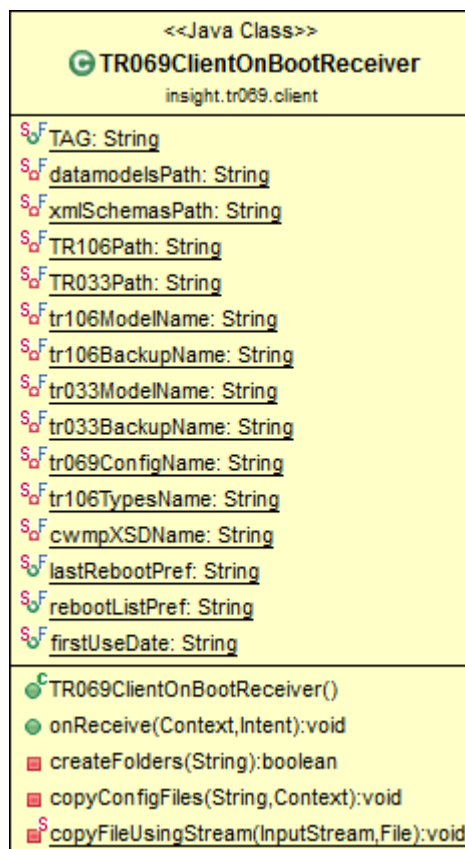 <<Java Class>>
C TR069ClientOnBootReceiver
insight.tr069.client
S F TAG: String
S F datamodelsPath: String
S F xmlSchemasPath: String
S F TR106Path: String
S F TR033Path: String
S F tr106ModelName: String
S F tr106BackupName: String
S F tr033ModelName: String
S F tr033BackupName: String
S F tr069ConfigName: String
S F tr106TypesName: String
S F cwmpXSDName: String
S F lastRebootPref: String
S F rebootListPref: String
S F firstUseDate: String
C TR069ClientOnBootReceiver()
onReceive(Context,Intent):void
createFolders(String):boolean
copyConfigFiles(String,Context):void
S copyFileUsingStream(InputStream,File):void